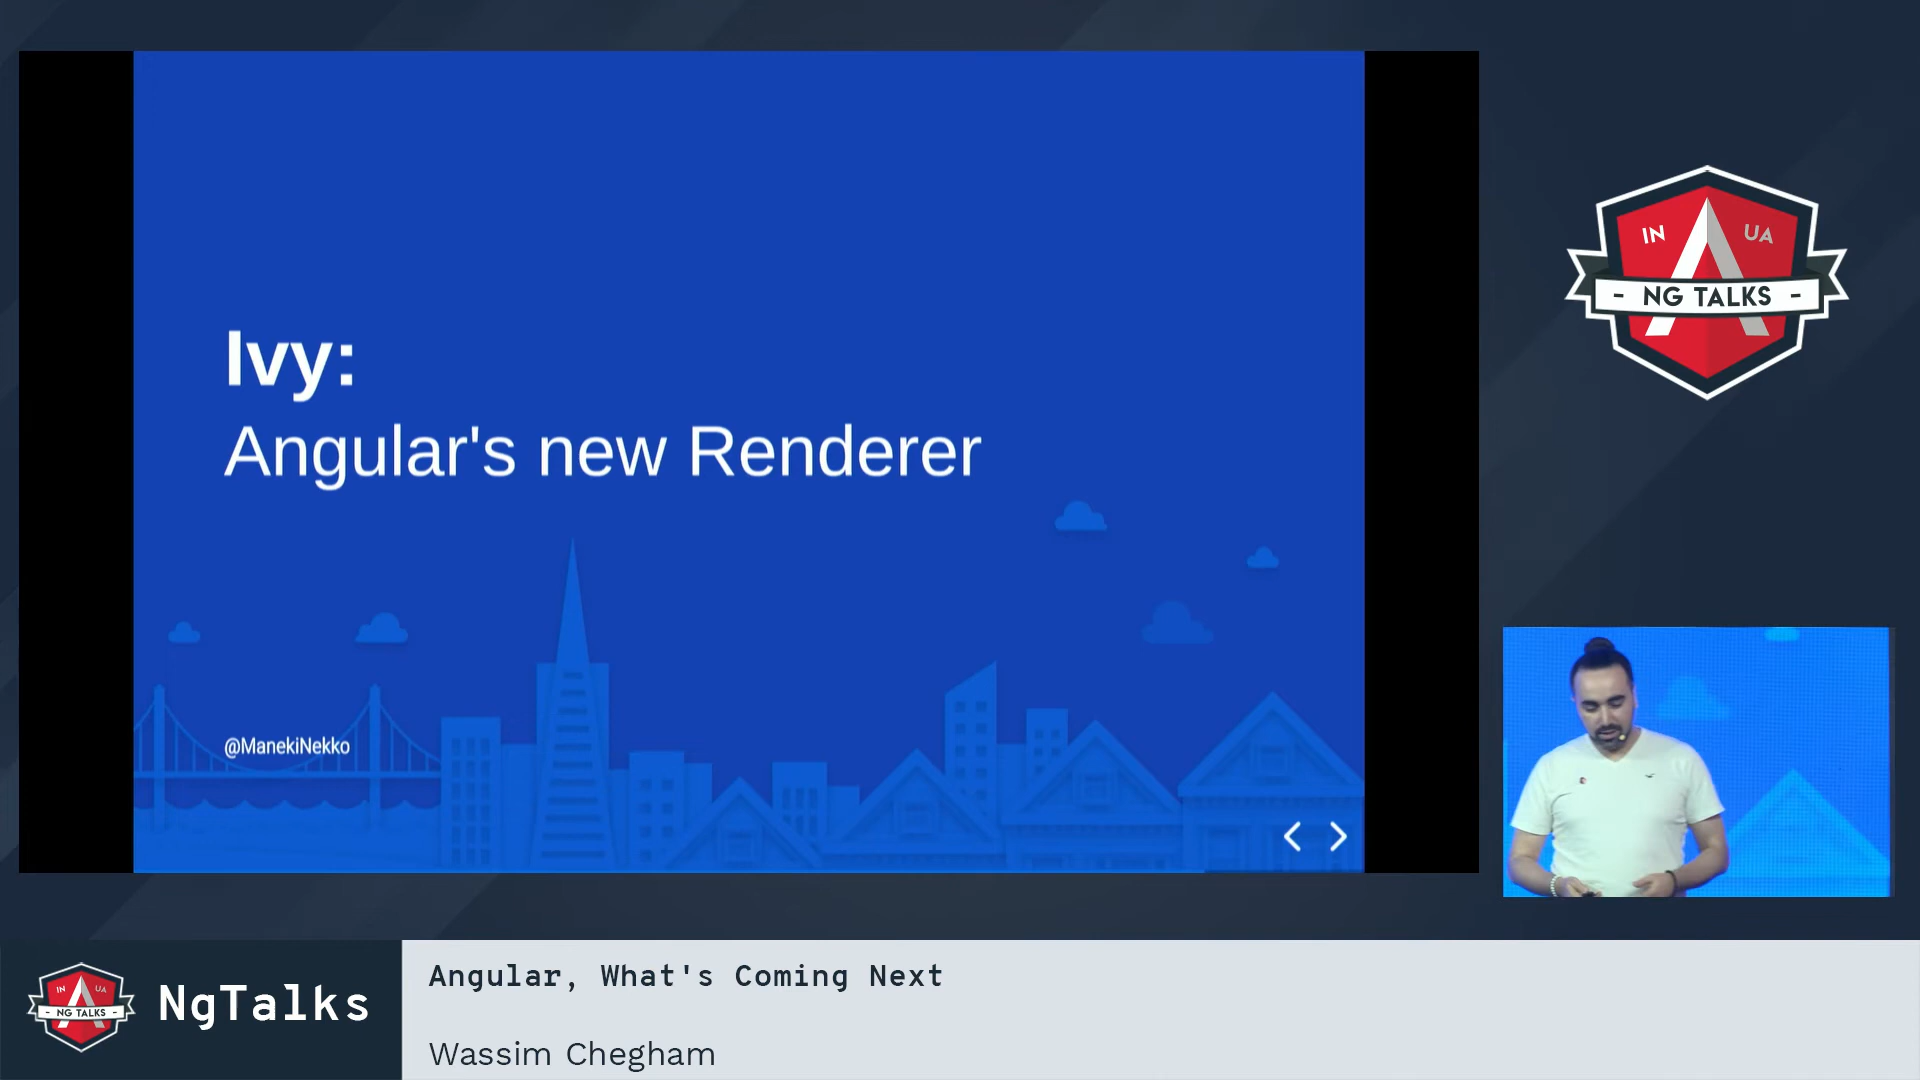 Ivy:
Angular's new Renderer
@ManekiNekko
IN UA
- NG TALKS -
IN UA
- NG TALKS -
NgTalks
Angular, What's Coming Next
Wassim Chegham